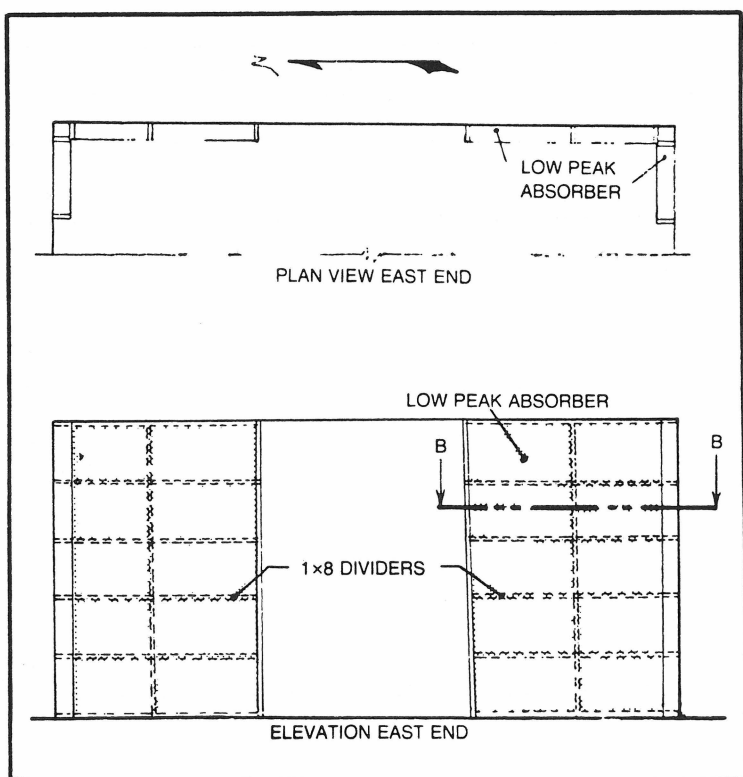 N
LOW PEAK
ABSORBER
PLAN VIEW EAST END
LOW PEAK ABSORBER
B
B
1×8 DIVIDERS
ELEVATION EAST END